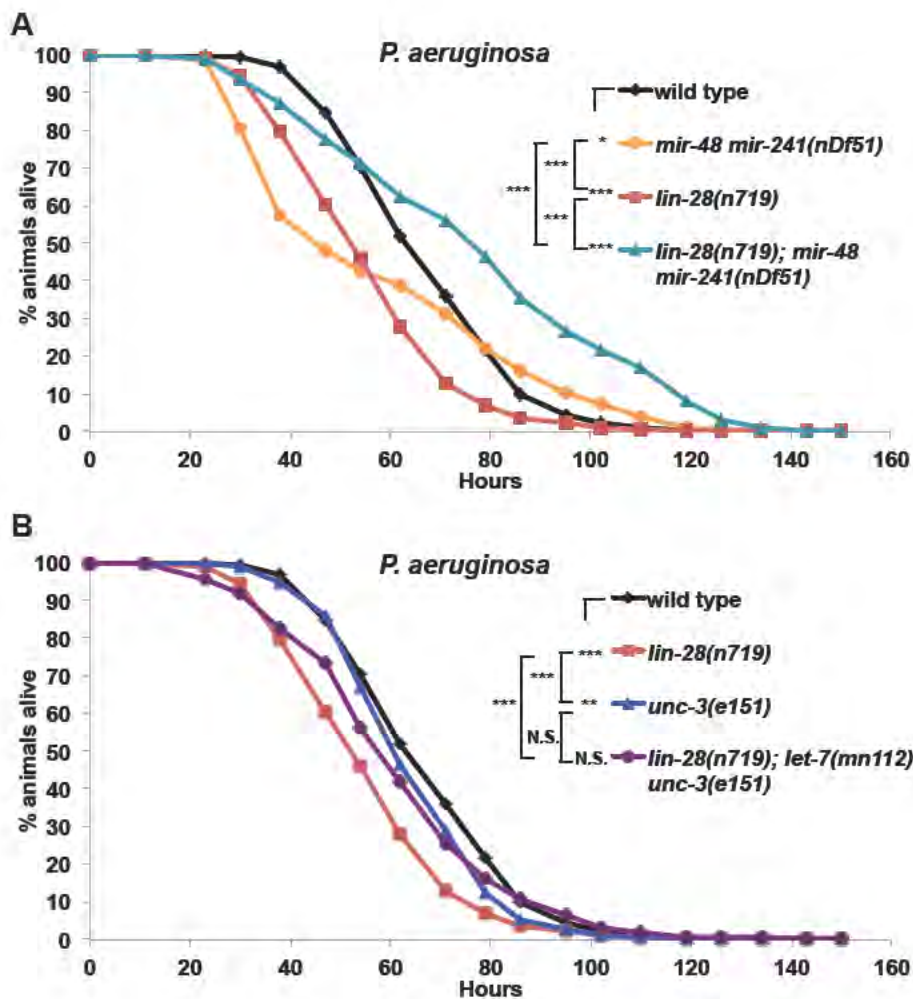 A
P. aeruginosa
100
90
80
70
60
50
40
30
20
10
0
% animals alive
0 20 40 60 80 100 120 140 160
Hours
wild type
* mir-48 mir-241(nDf51)
***
*** *** lin-28(n719)
***
*** lin-28(n719); mir-48
mir-241(nDf51)
B
P. aeruginosa
100
90
80
70
60
50
40
30
20
10
0
% animals alive
0 20 40 60 80 100 120 140 160
Hours
wild type
*** lin-28(n719)
***
*** ** unc-3(e151)
N.S.
N.S. lin-28(n719); let-7(mn112)
unc-3(e151)